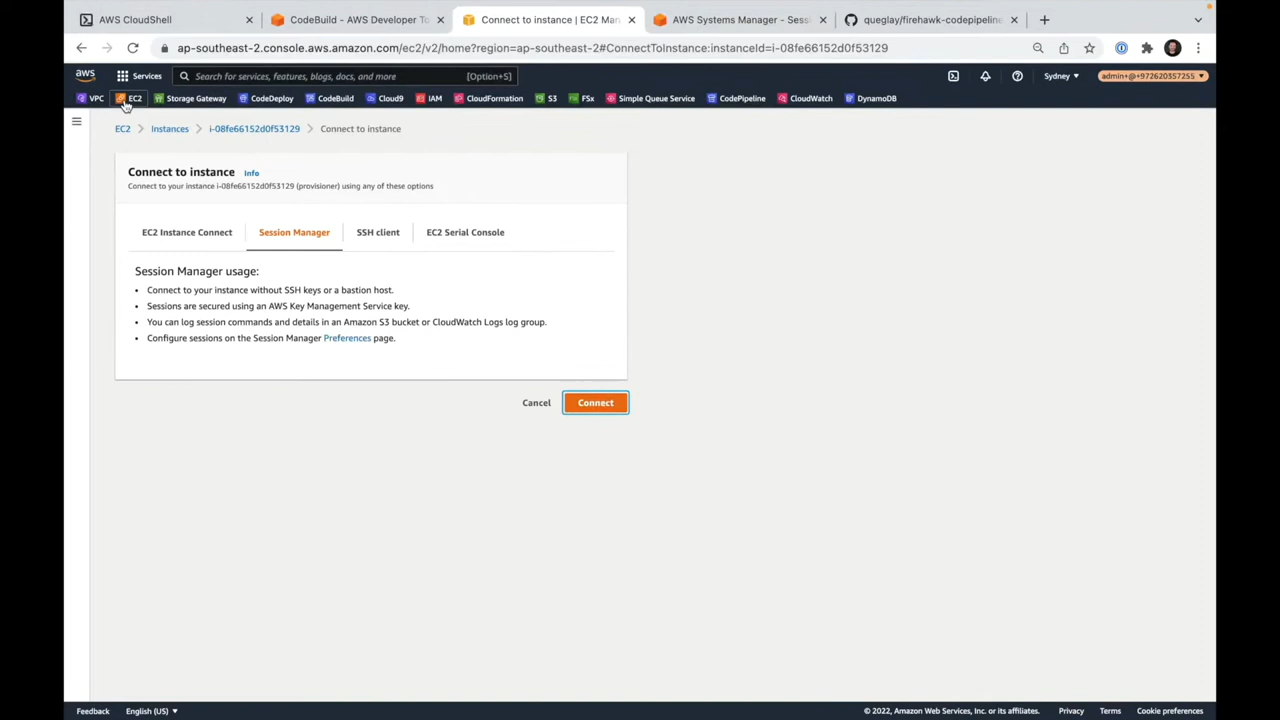 AWS CloudShell
CodeBuild - AWS Developer To
Connect to instance | EC2 Man
AWS Systems Manager - Sessi
queglay/firehawk-codepipeline
ap-southeast-2.console.aws.amazon.com/ec2/v2/home?region=ap-southeast-2#ConnectToInstance:instanceId=i-08fe66152d0f53129
aws
Services
Search for services, features, blogs, docs, and more
[Option+S]
Sydney
admin+@+972620357255
VPC
EC2
Storage Gateway
CodeDeploy
CodeBuild
Cloud9
IAM
CloudFormation
S3
FSx
Simple Queue Service
CodePipeline
CloudWatch
DynamoDB
EC2 > Instances > i-08fe66152d0f53129 > Connect to instance
Connect to instance Info
Connect to your instance i-08fe66152d0f53129 (provisioner) using any of these options
EC2 Instance Connect
Session Manager
SSH client
EC2 Serial Console
Session Manager usage:
• Connect to your instance without SSH keys or a bastion host.
• Sessions are secured using an AWS Key Management Service key.
• You can log session commands and details in an Amazon S3 bucket or CloudWatch Logs log group.
• Configure sessions on the Session Manager Preferences page.
Cancel
Connect
Feedback
English (US)
© 2022, Amazon Web Services, Inc. or its affiliates.
Privacy
Terms
Cookie preferences